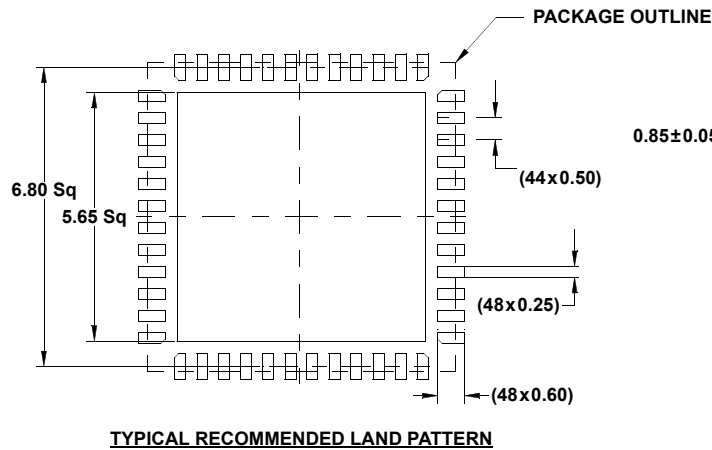 PACKAGE OUTLINE
0.85±0.05
(44x0.50)
6.80 Sq
5.65 Sq
(48x0.25)
(48x0.60)
TYPICAL RECOMMENDED LAND PATTERN